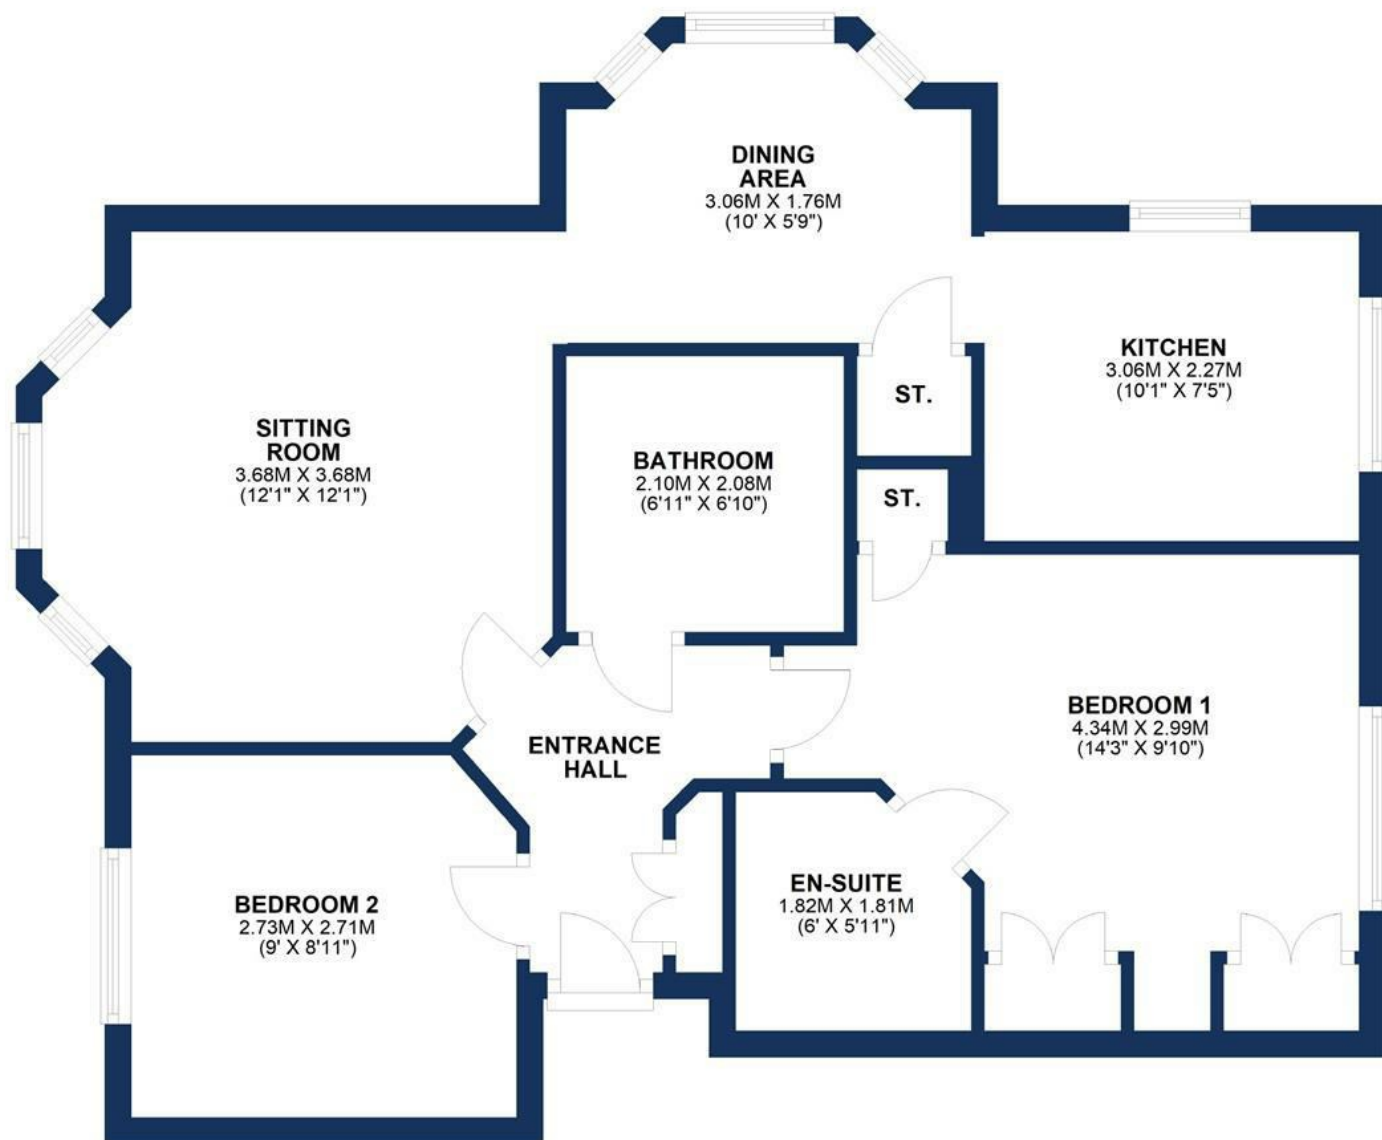 DINING
AREA
3.06M X 1.76M
(10' X 5'9")
KITCHEN
3.06M X 2.27M
(10'1" X 7'5")
ST.
SITTING
ROOM
3.68M X 3.68M
(12'1" X 12'1")
BATHROOM
2.10M X 2.08M
(6'11" X 6'10")
ST.
BEDROOM 1
4.34M X 2.99M
(14'3" X 9'10")
ENTRANCE
HALL
EN-SUITE
1.82M X 1.81M
(6' X 5'11")
BEDROOM 2
2.73M X 2.71M
(9' X 8'11")